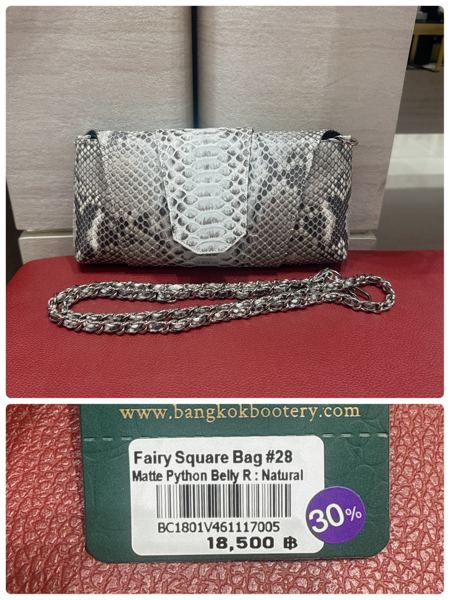 www.bangkokbootery.com
Fairy Square Bag #28
Matte Python Belly R : Natural
BC1801V461117005
18,500 ฿
30%